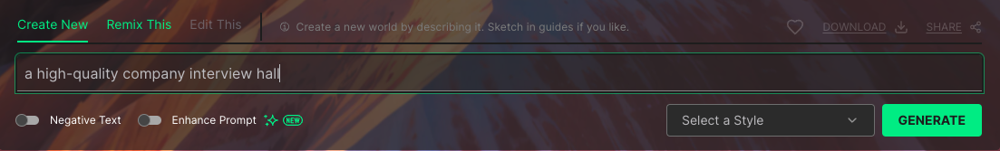 Create New Remix This Edit This Create a new world by describing it. Sketch in guides if you like. DOWNLOAD SHARE
a high-quality company interview hall
Negative Text Enhance Prompt NEW Select a Style GENERATE